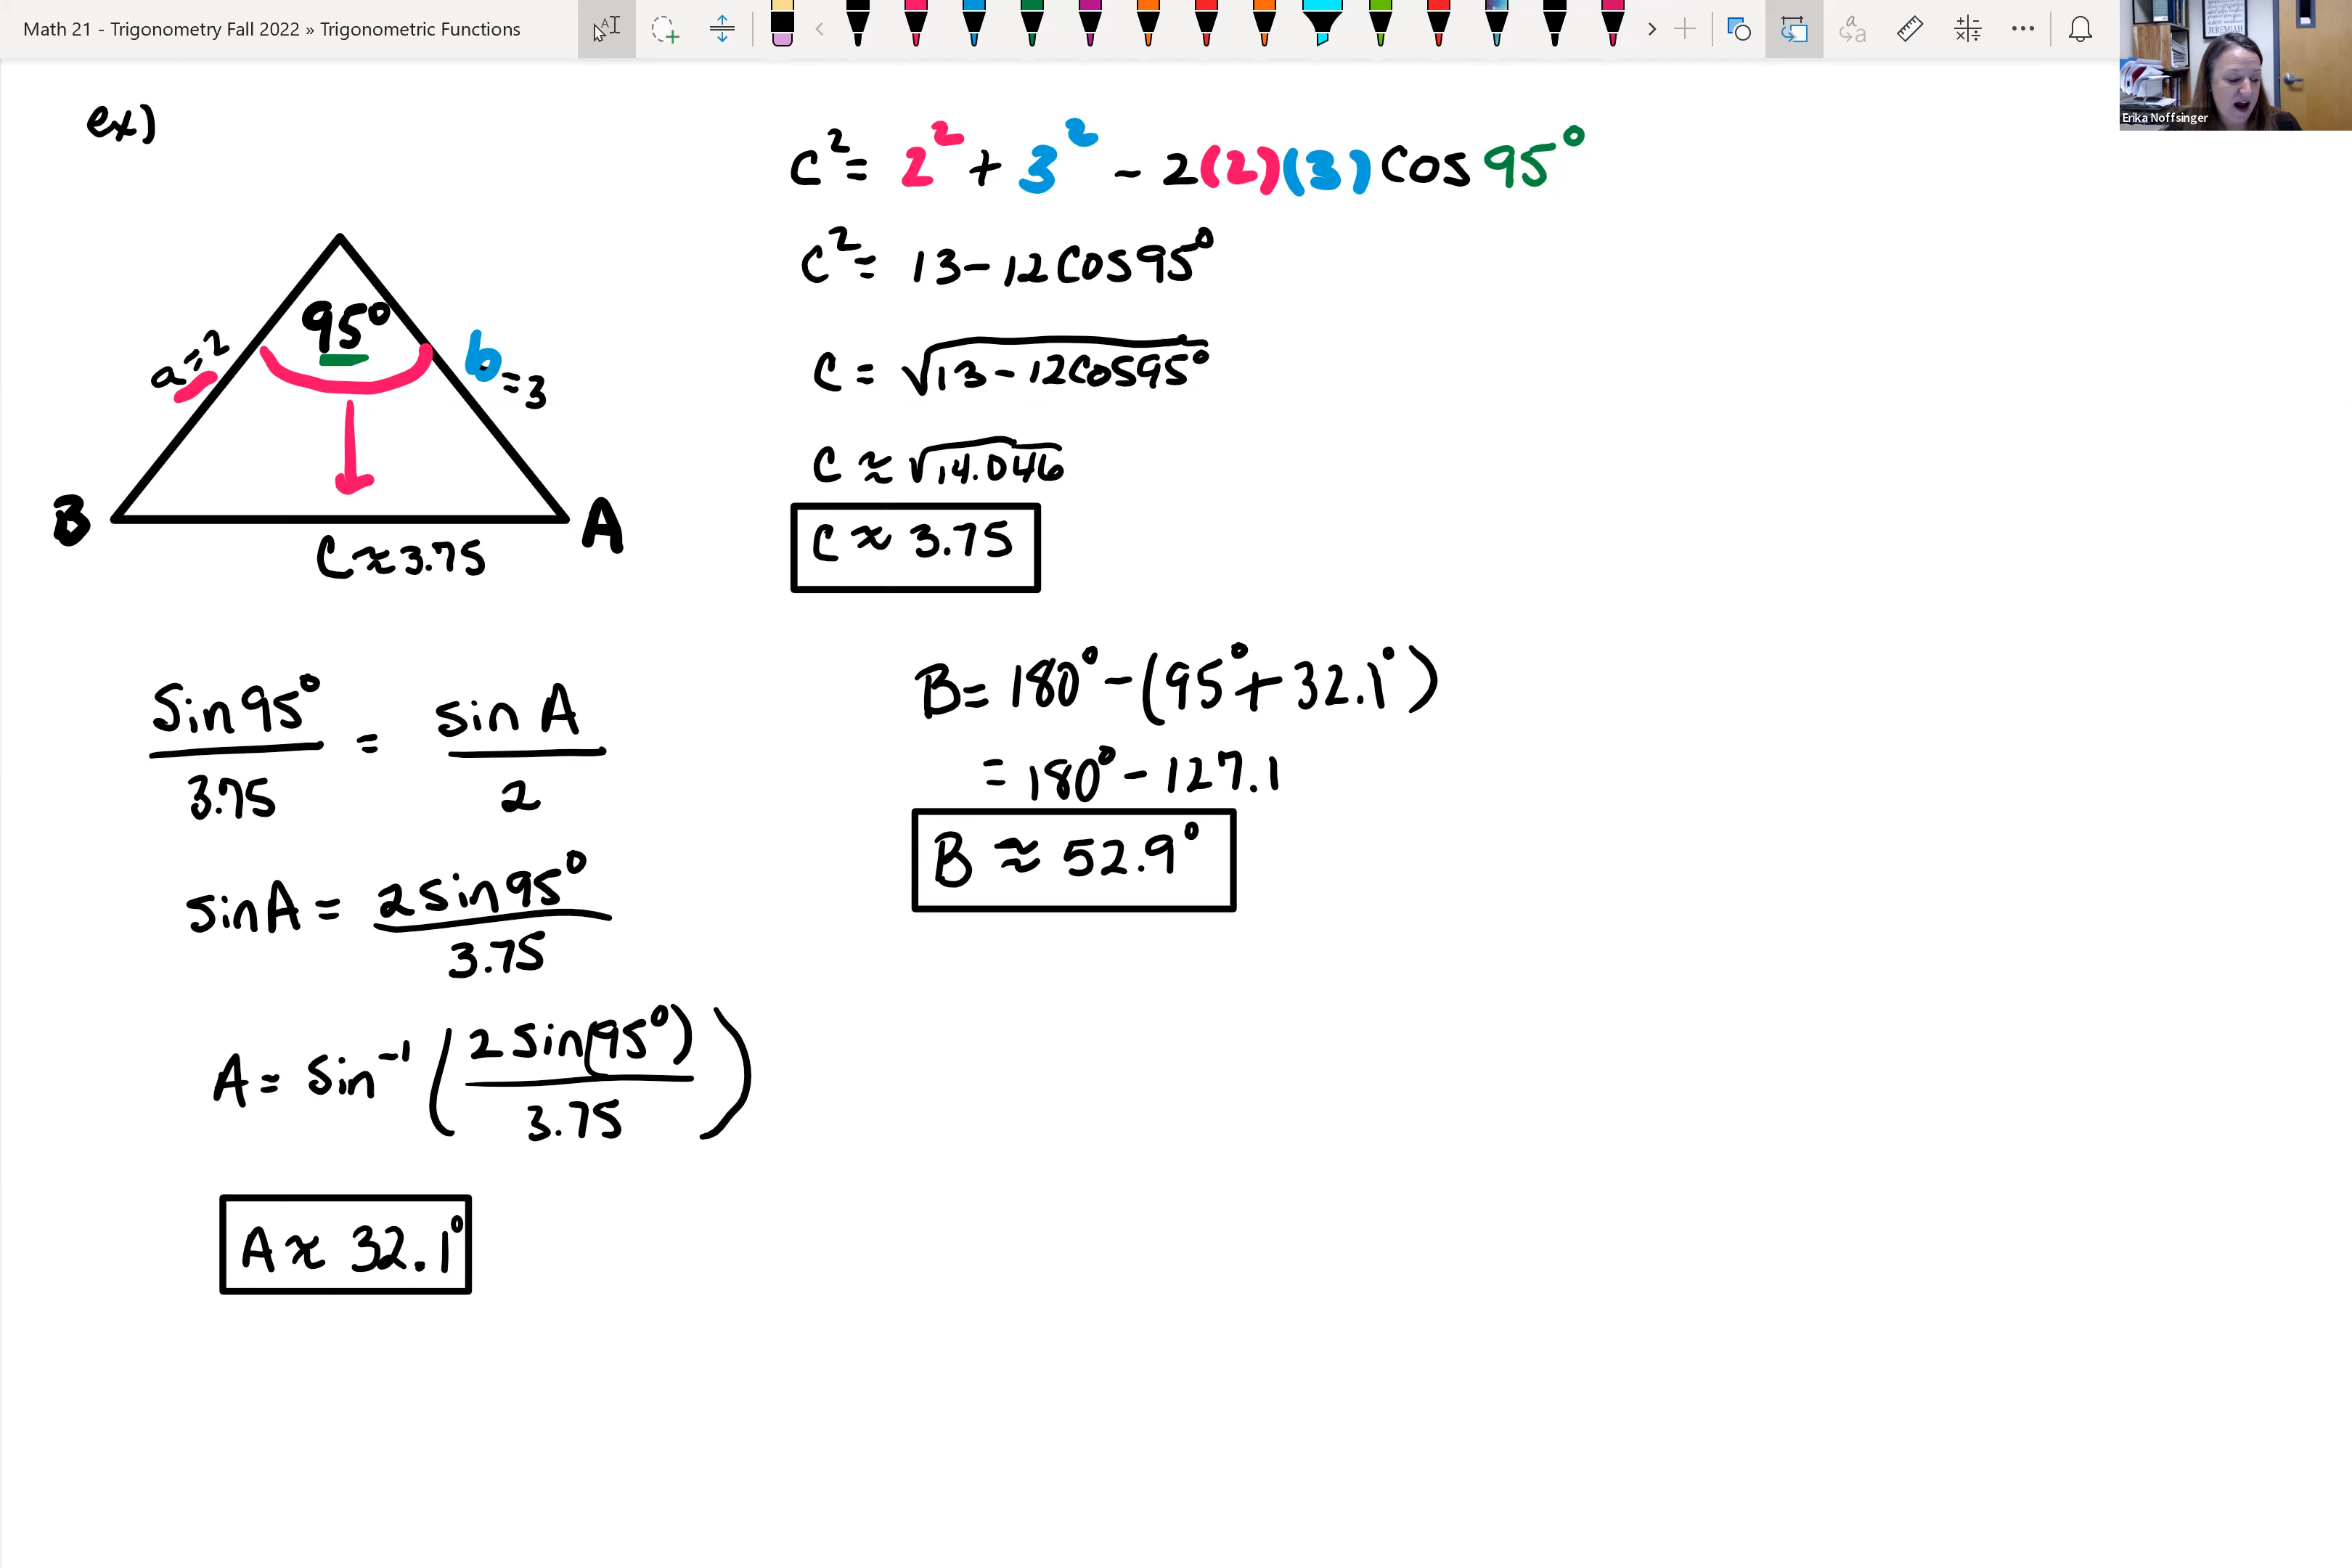 Math 21 - Trigonometry Fall 2022 » Trigonometric Functions
JEREMIAH
Erika Noffsinger
ex)
c² = 2² + 3² - 2(2)(3) cos 95°
c² = 13 - 12 cos 95°
c = √13 - 12 cos 95°
c ≈ √14.046
c ≈ 3.75
95°
a = 2
b = 3
B
A
c ≈ 3.75
sin 95° / 3.75 = sin A / 2
sin A = 2 sin 95° / 3.75
A = sin⁻¹ (2 sin(95°) / 3.75)
A ≈ 32.1°
B = 180° - (95° + 32.1°)
= 180° - 127.1
B ≈ 52.9°